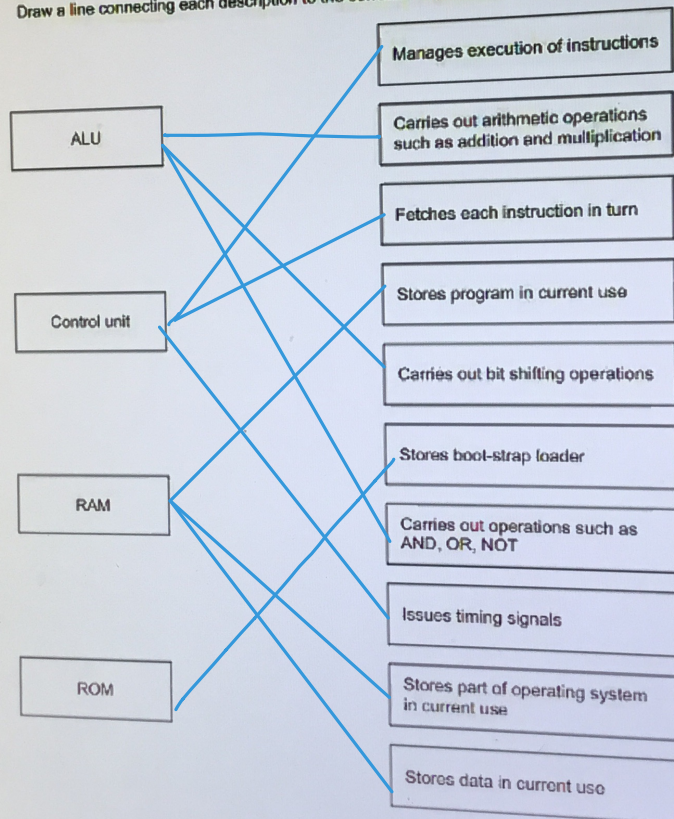 Draw a line connecting each description to the
Manages execution of instructions
Carries out arithmetic operations
such as addition and multiplication
ALU
Fetches each instruction in turn
Stores program in current use
Control unit
Carries out bit shifting operations
Stores boot-strap loader
RAM
Carries out operations such as
AND, OR, NOT
Issues timing signals
ROM
Stores part of operating system
in current use
Stores data in current use